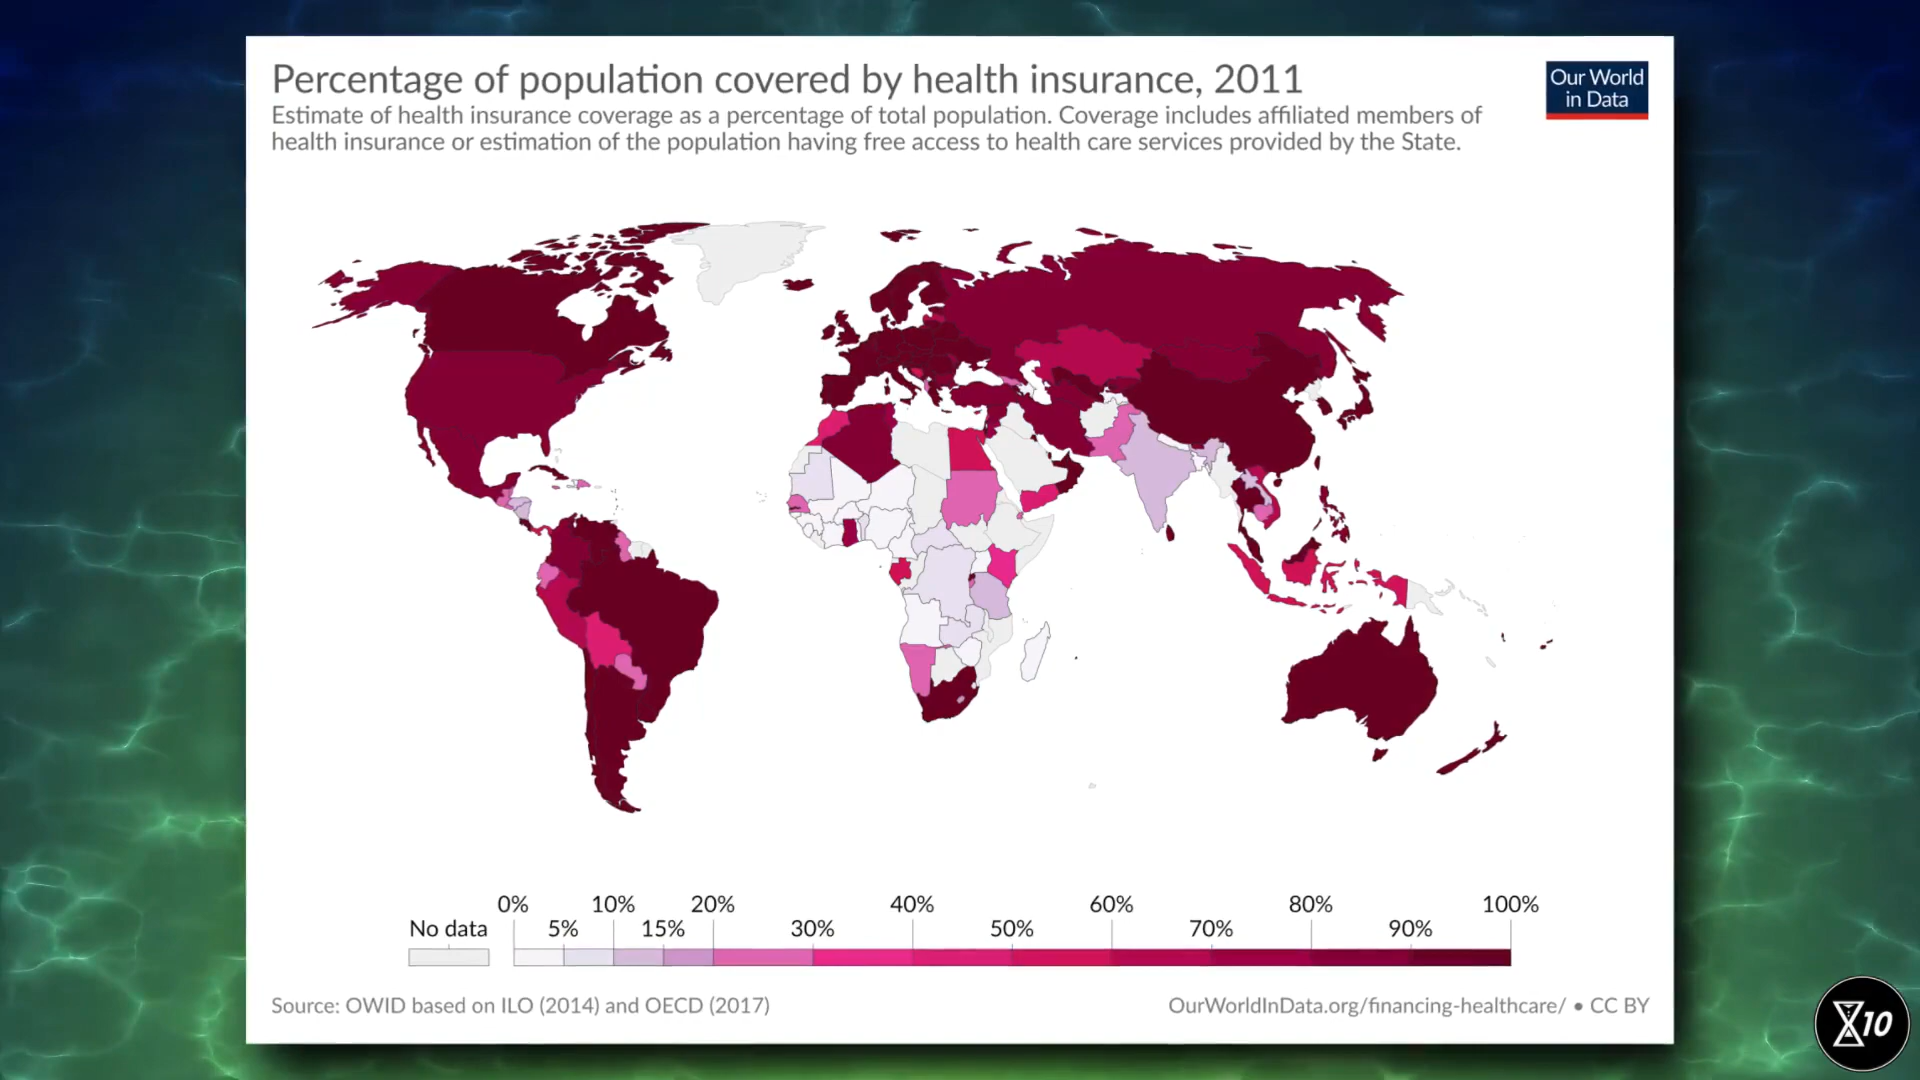 Percentage of population covered by health insurance, 2011
Our World
in Data
Estimate of health insurance coverage as a percentage of total population. Coverage includes affiliated members of
health insurance or estimation of the population having free access to health care services provided by the State.
0% 10% 20% 40% 60% 80% 100%
No data 5% 15% 30% 50% 70% 90%
Source: OWID based on ILO (2014) and OECD (2017)
OurWorldInData.org/financing-healthcare/ • CC BY
10